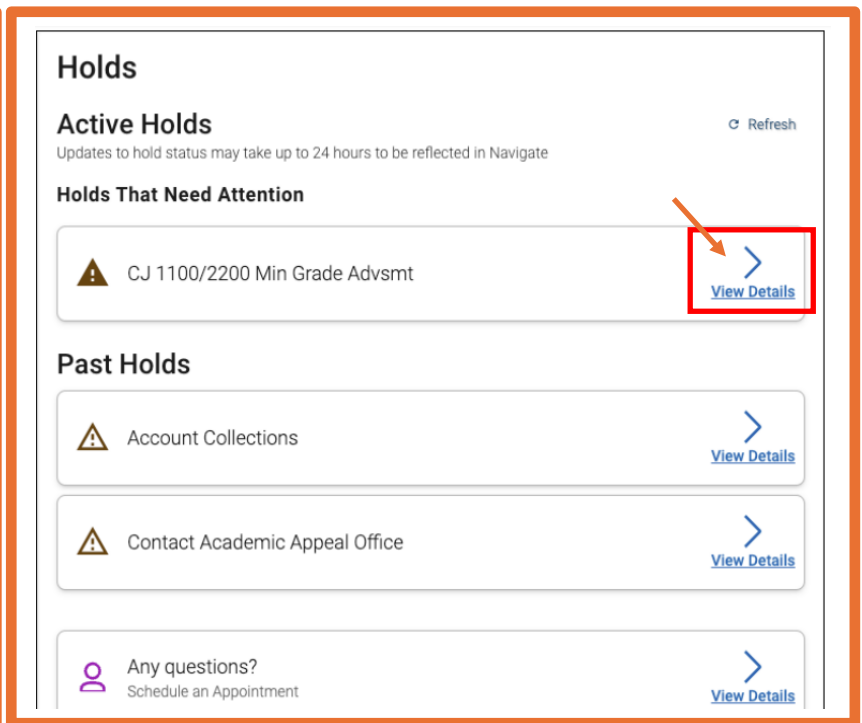 Holds
Active Holds
Refresh
Updates to hold status may take up to 24 hours to be reflected in Navigate
Holds That Need Attention
CJ 1100/2200 Min Grade Advsmt
View Details
Past Holds
Account Collections
View Details
Contact Academic Appeal Office
View Details
Any questions?
Schedule an Appointment
View Details